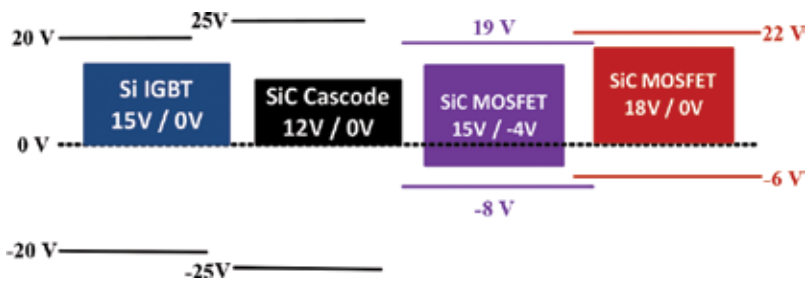 25V
20 V
19 V
22 V
Si IGBT
15V / 0V
SiC Cascode
12V / 0V
SiC MOSFET
15V / -4V
SiC MOSFET
18V / 0V
0 V
-6 V
-8 V
-20 V
-25V